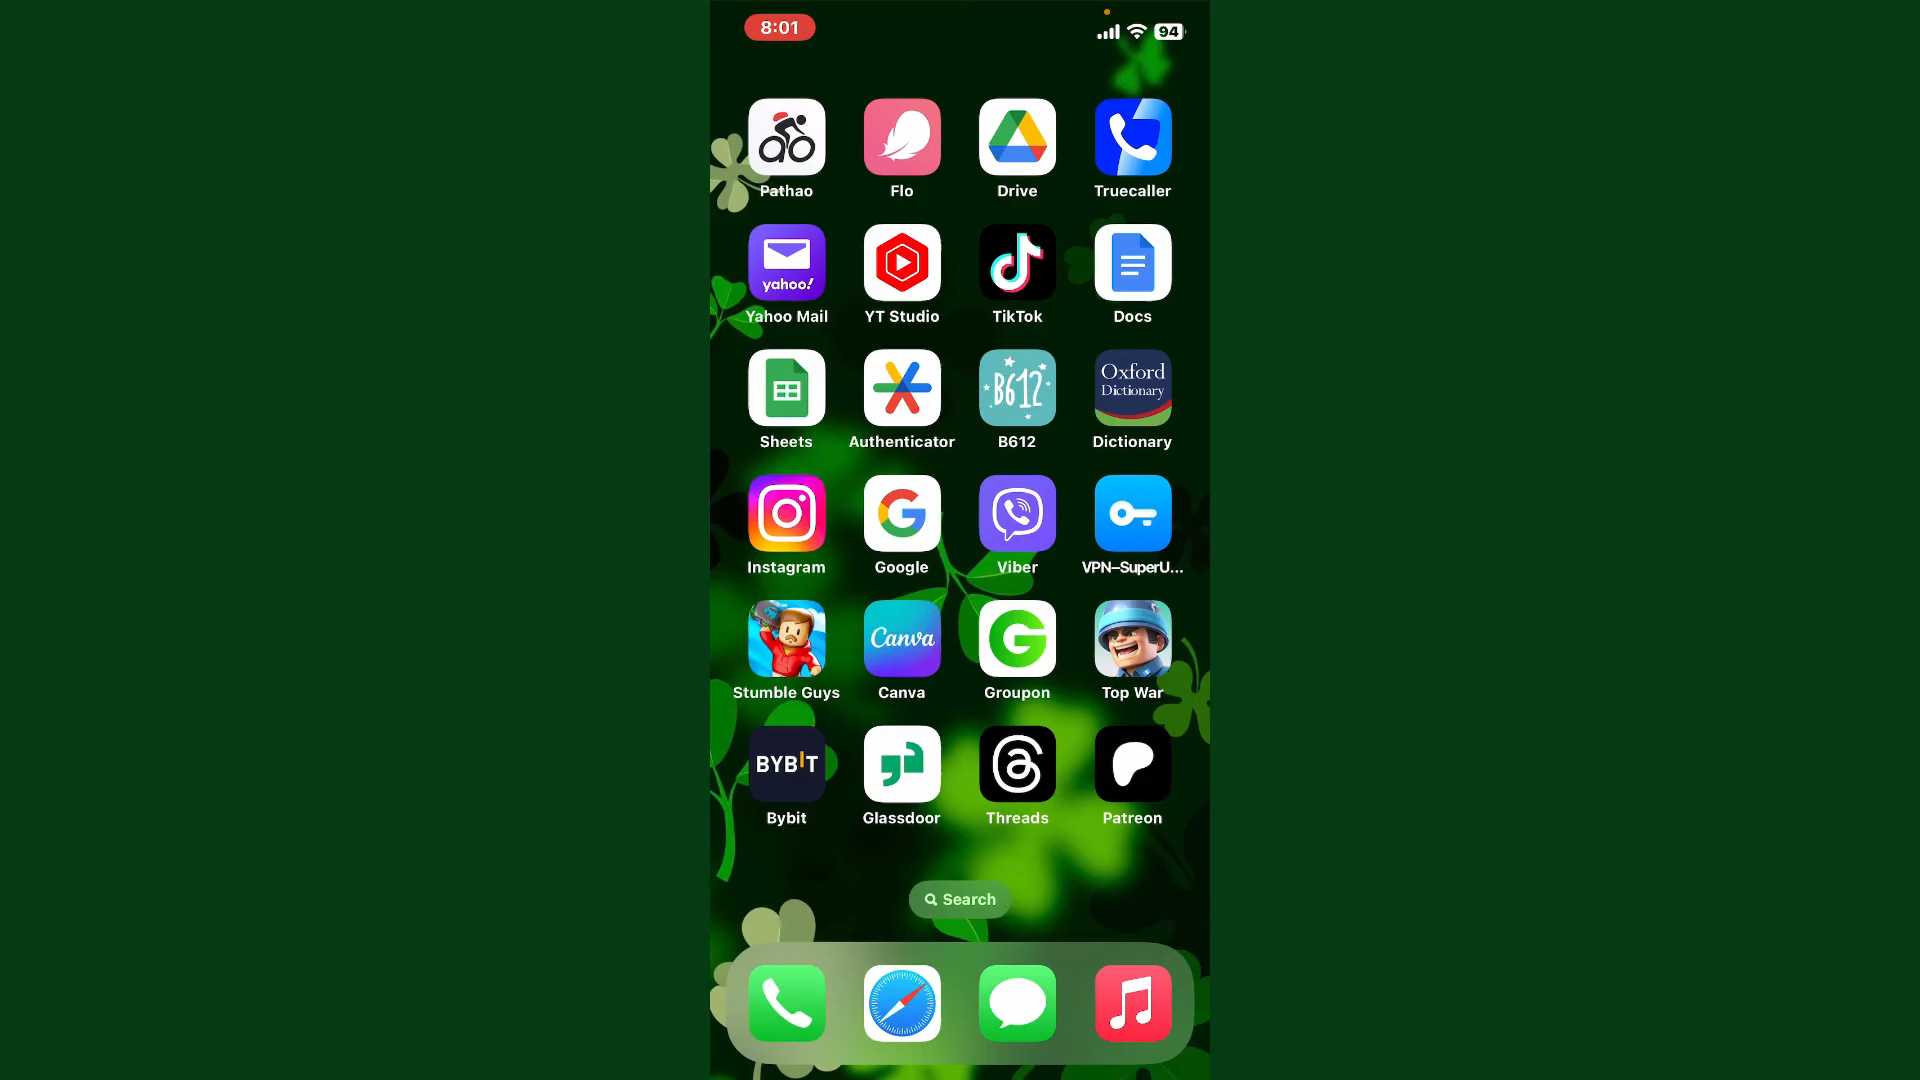 8:01
94
Pathao
Flo
Drive
Truecaller
yahoo!
Yahoo Mail
YT Studio
TikTok
Docs
B612
Oxford
Dictionary
Sheets
Authenticator
B612
Dictionary
Instagram
Google
Viber
VPN–SuperU...
Canva
Stumble Guys
Canva
Groupon
Top War
BYBIT
Bybit
Glassdoor
Threads
Patreon
Search